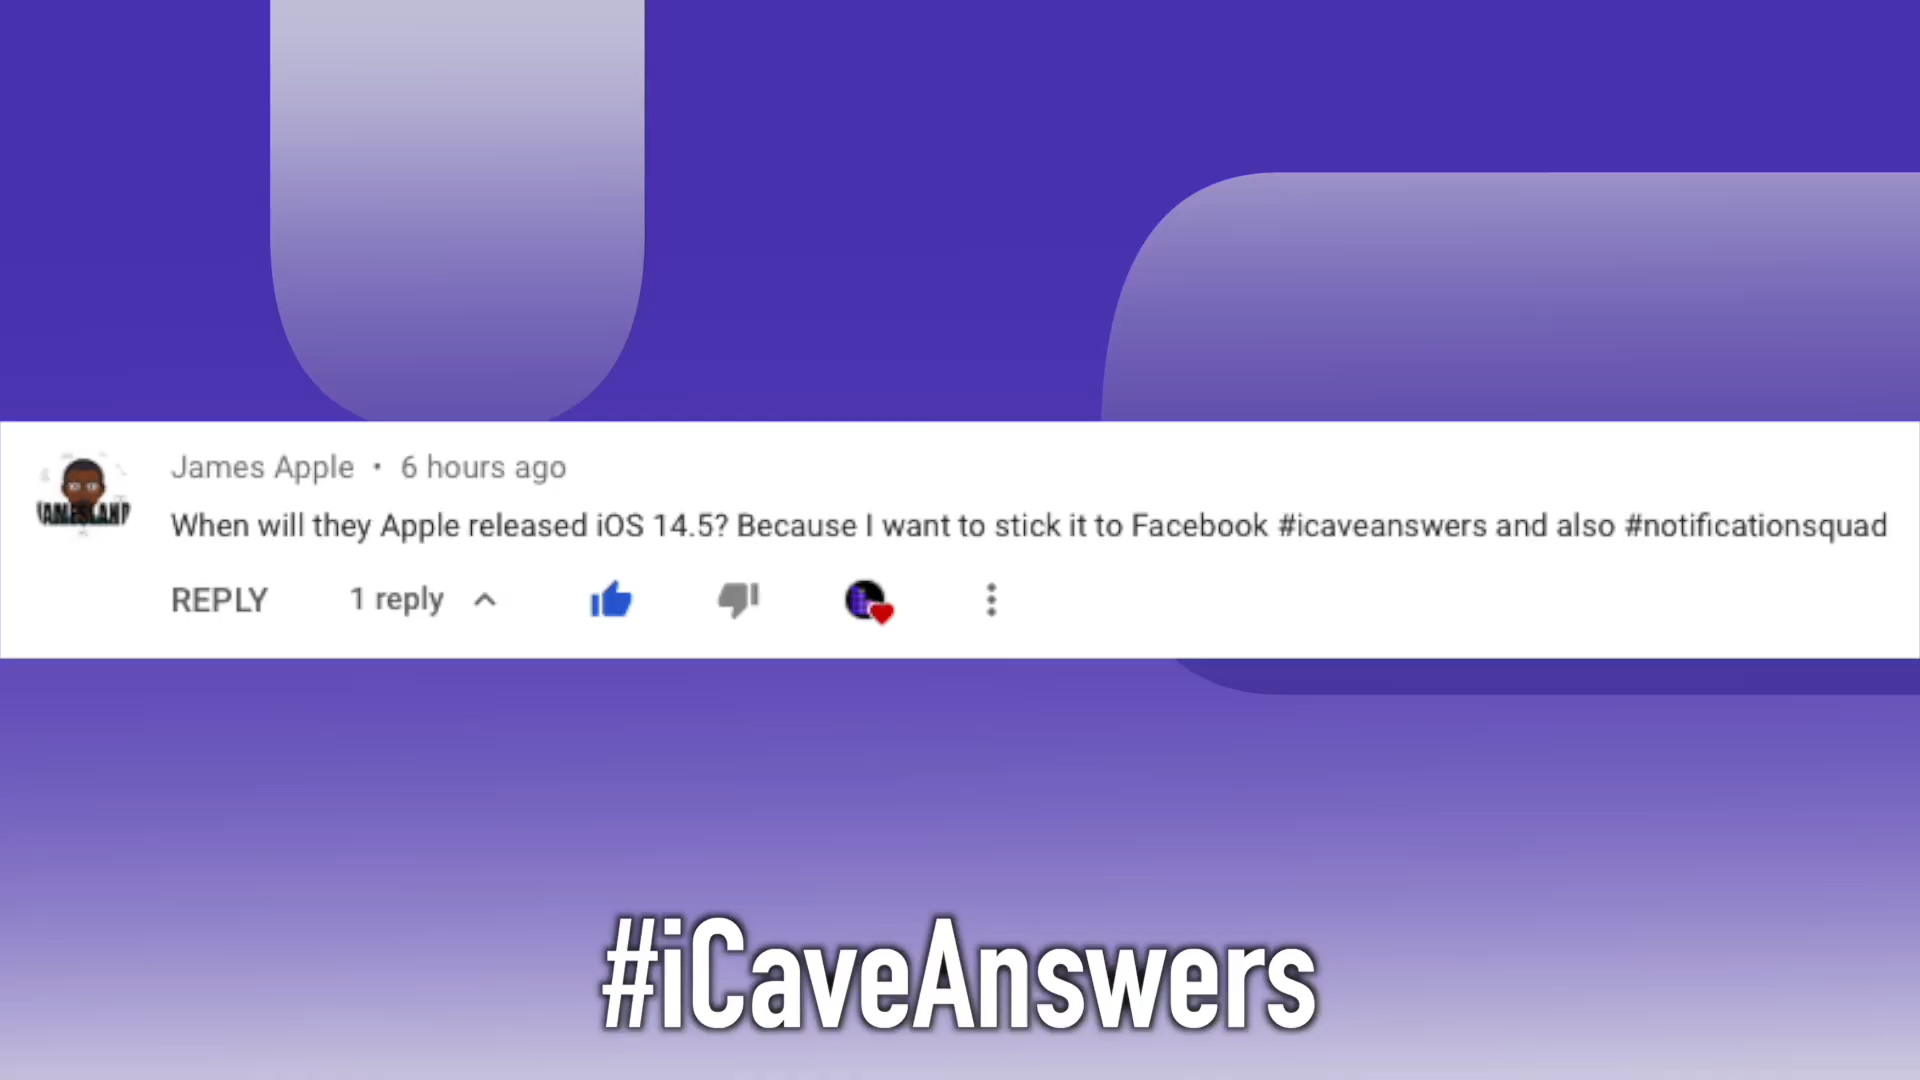 James Apple • 6 hours ago
When will they Apple released iOS 14.5? Because I want to stick it to Facebook #icaveanswers and also #notificationsquad
REPLY 1 reply
#iCaveAnswers